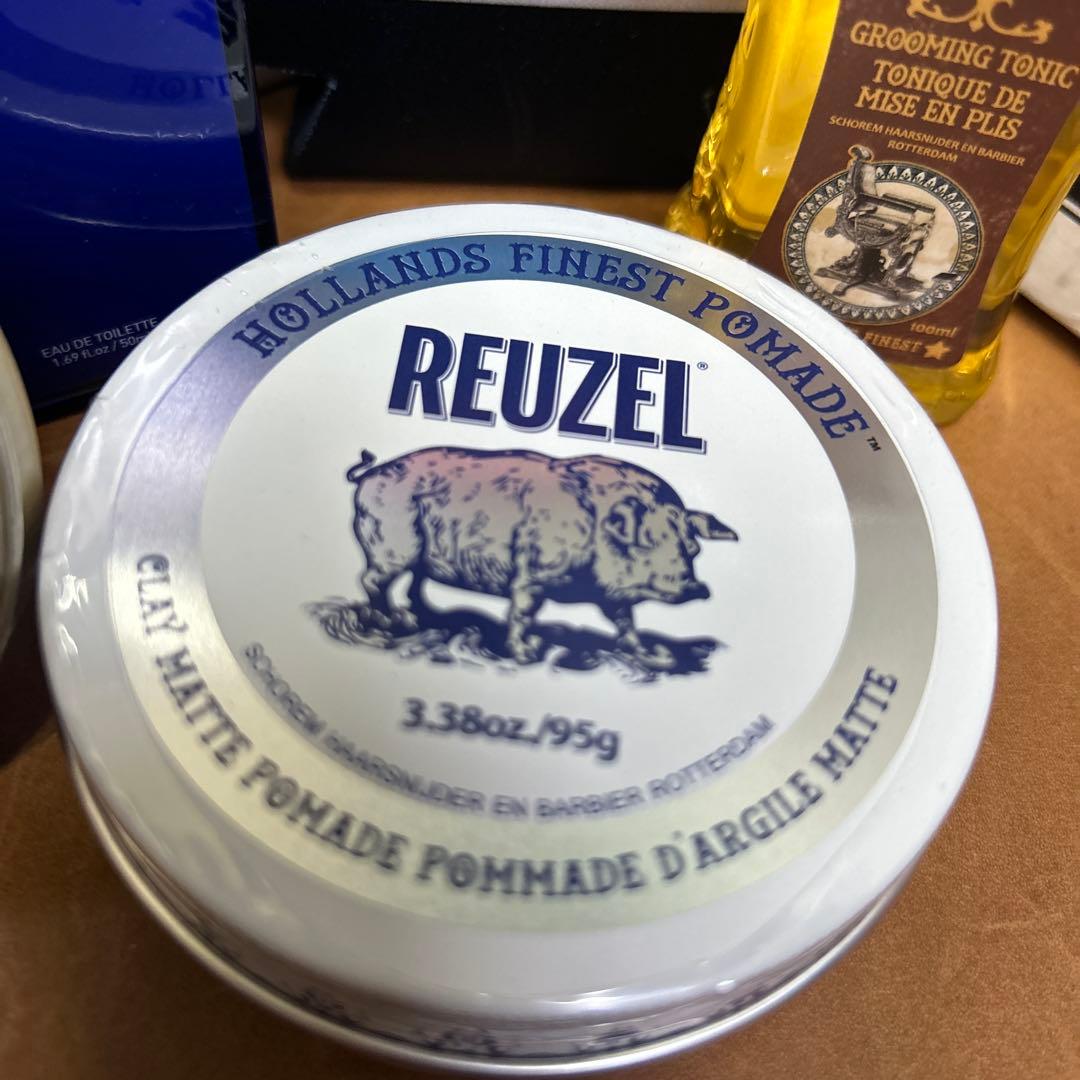 GROOMING TONIC
TONIQUE DE
MISE EN PLIS
SCHOREM HAARSNIJDER EN BARBIER
ROTTERDAM
100ml
FINEST
EAU DE TOILETTE
1.69 fl.oz / 50m
HOLLANDS FINEST POMADE™
REUZEL®
3.38oz./95g
SCHOREM HAARSNIJDER EN BARBIER ROTTERDAM
CLAY MATTE POMADE POMMADE D'ARGILE MATTE